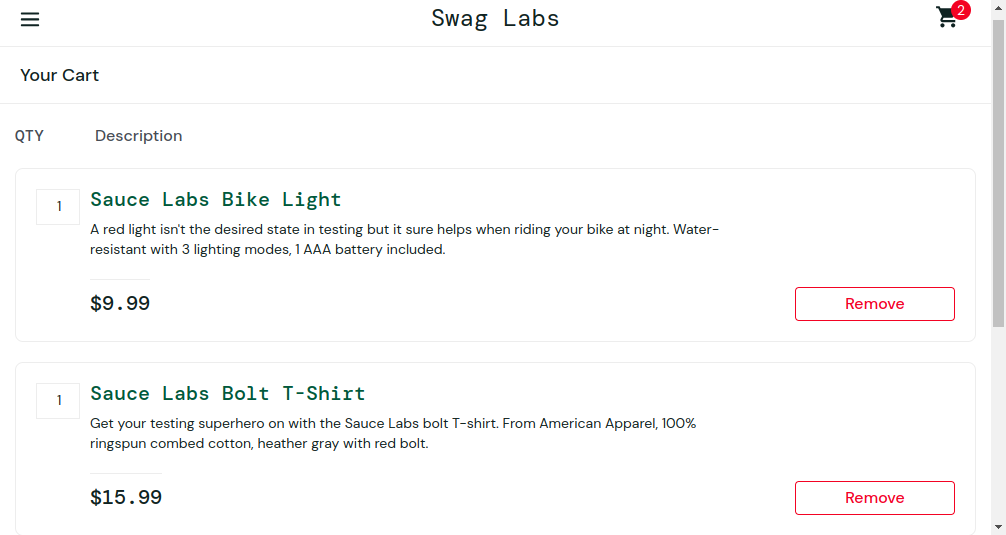 Swag Labs
2
Your Cart
QTY Description
1
Sauce Labs Bike Light
A red light isn't the desired state in testing but it sure helps when riding your bike at night. Water-
resistant with 3 lighting modes, 1 AAA battery included.
$9.99
Remove
1
Sauce Labs Bolt T-Shirt
Get your testing superhero on with the Sauce Labs bolt T-shirt. From American Apparel, 100%
ringspun combed cotton, heather gray with red bolt.
$15.99
Remove